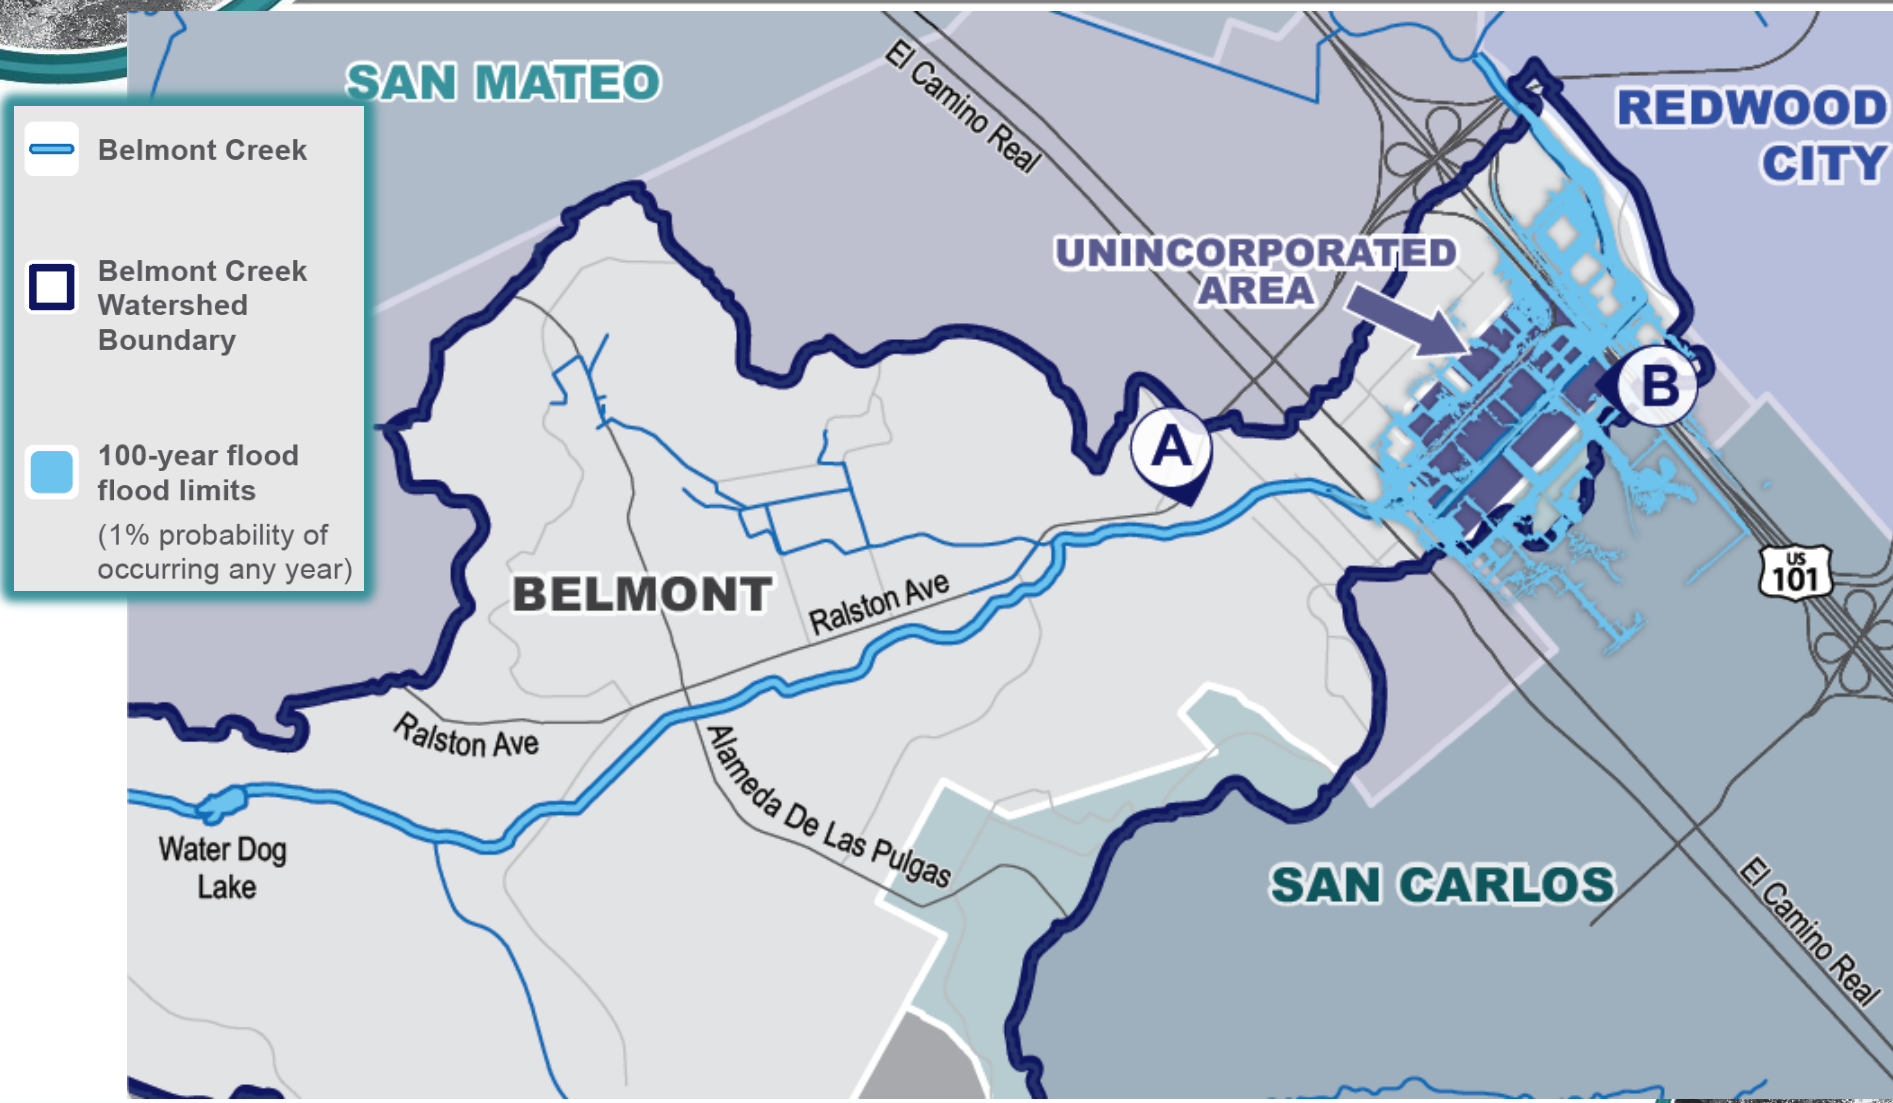 SAN MATEO
El Camino Real
REDWOOD
CITY
Belmont Creek
Belmont Creek
Watershed
Boundary
100-year flood
flood limits
(1% probability of
occurring any year)
UNINCORPORATED
AREA
A
B
BELMONT
Ralston Ave
US
101
Ralston Ave
Alameda De Las Pulgas
Water Dog
Lake
SAN CARLOS
El Camino Real